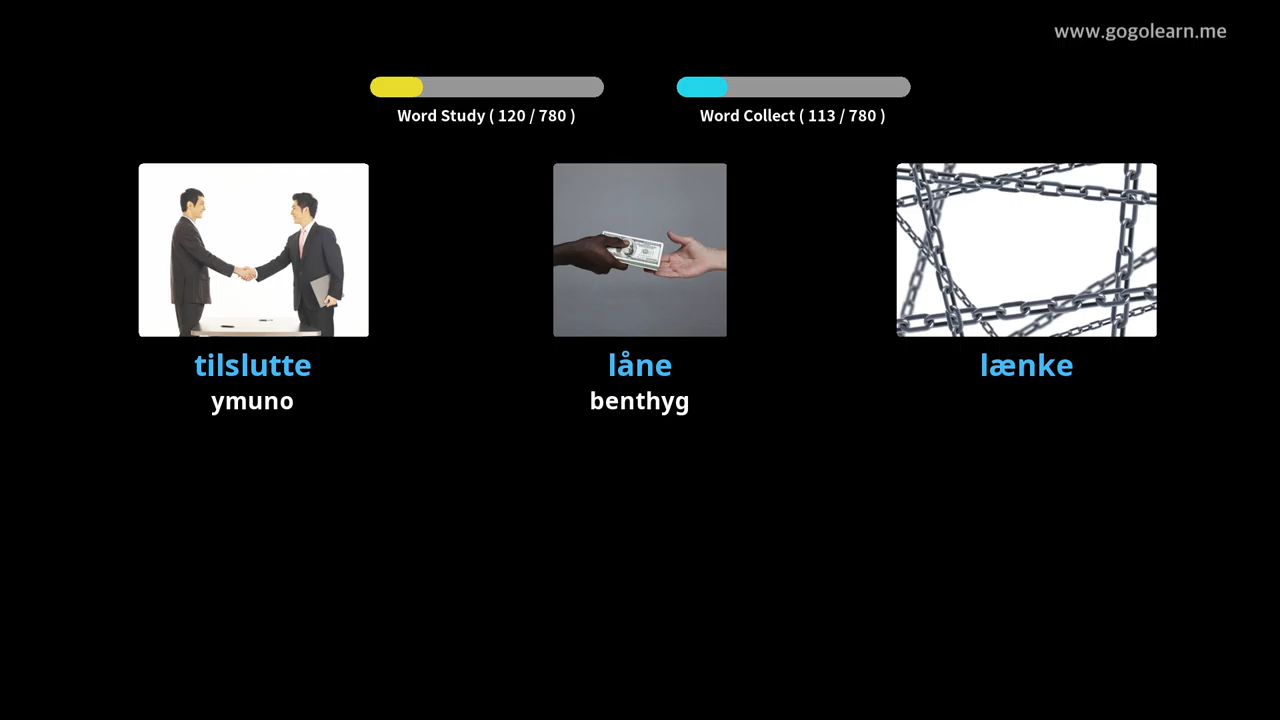 www.gogolearn.me
Word Study ( 120 / 780 )
Word Collect ( 113 / 780 )
tilslutte
låne
lænke
ymuno
benthyg